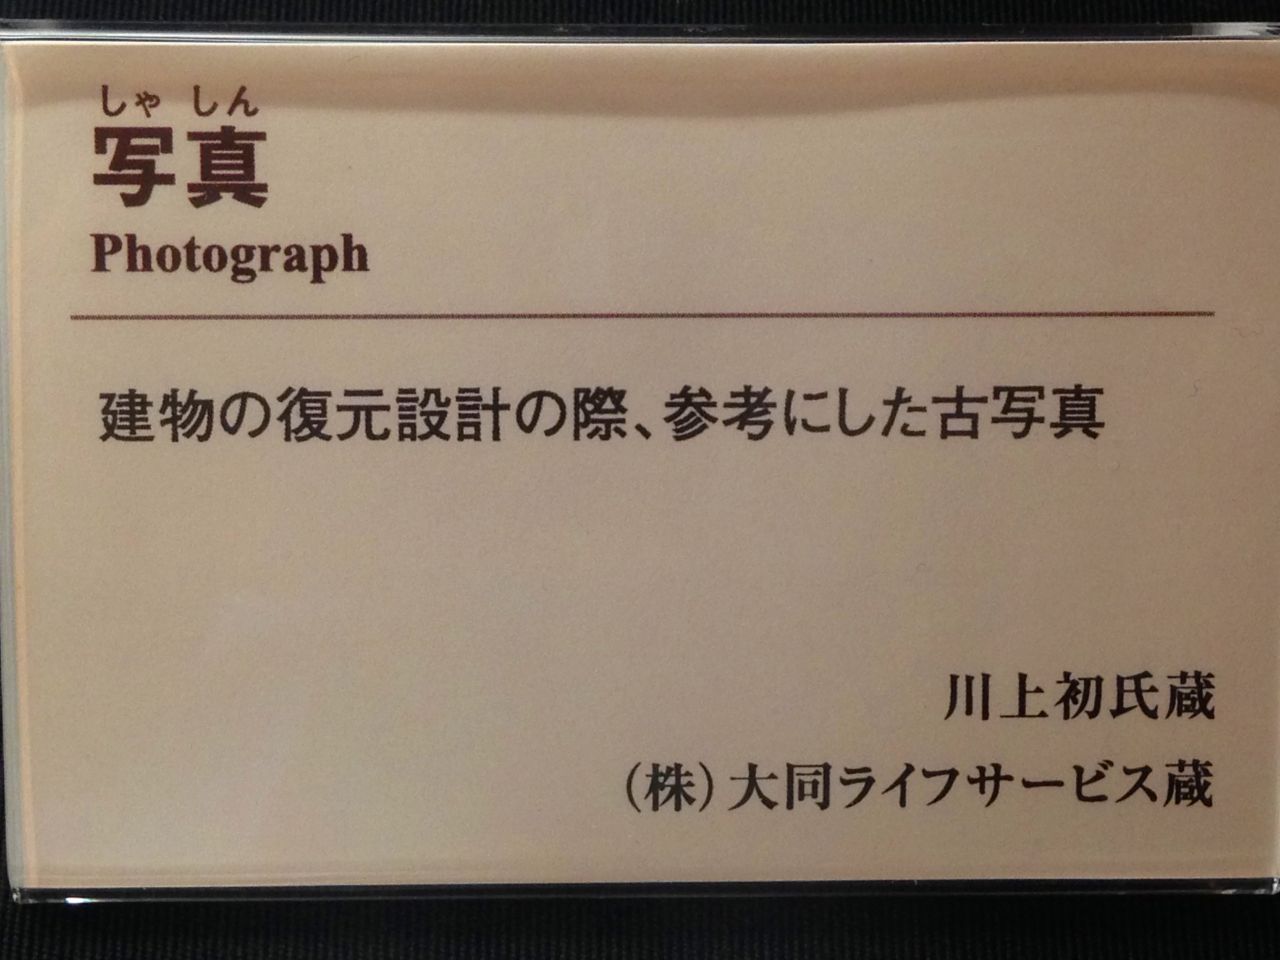 しゃ しん
写真
Photograph
建物の復元設計の際、参考にした古写真
川上初氏蔵
（株）大同ライフサービス蔵